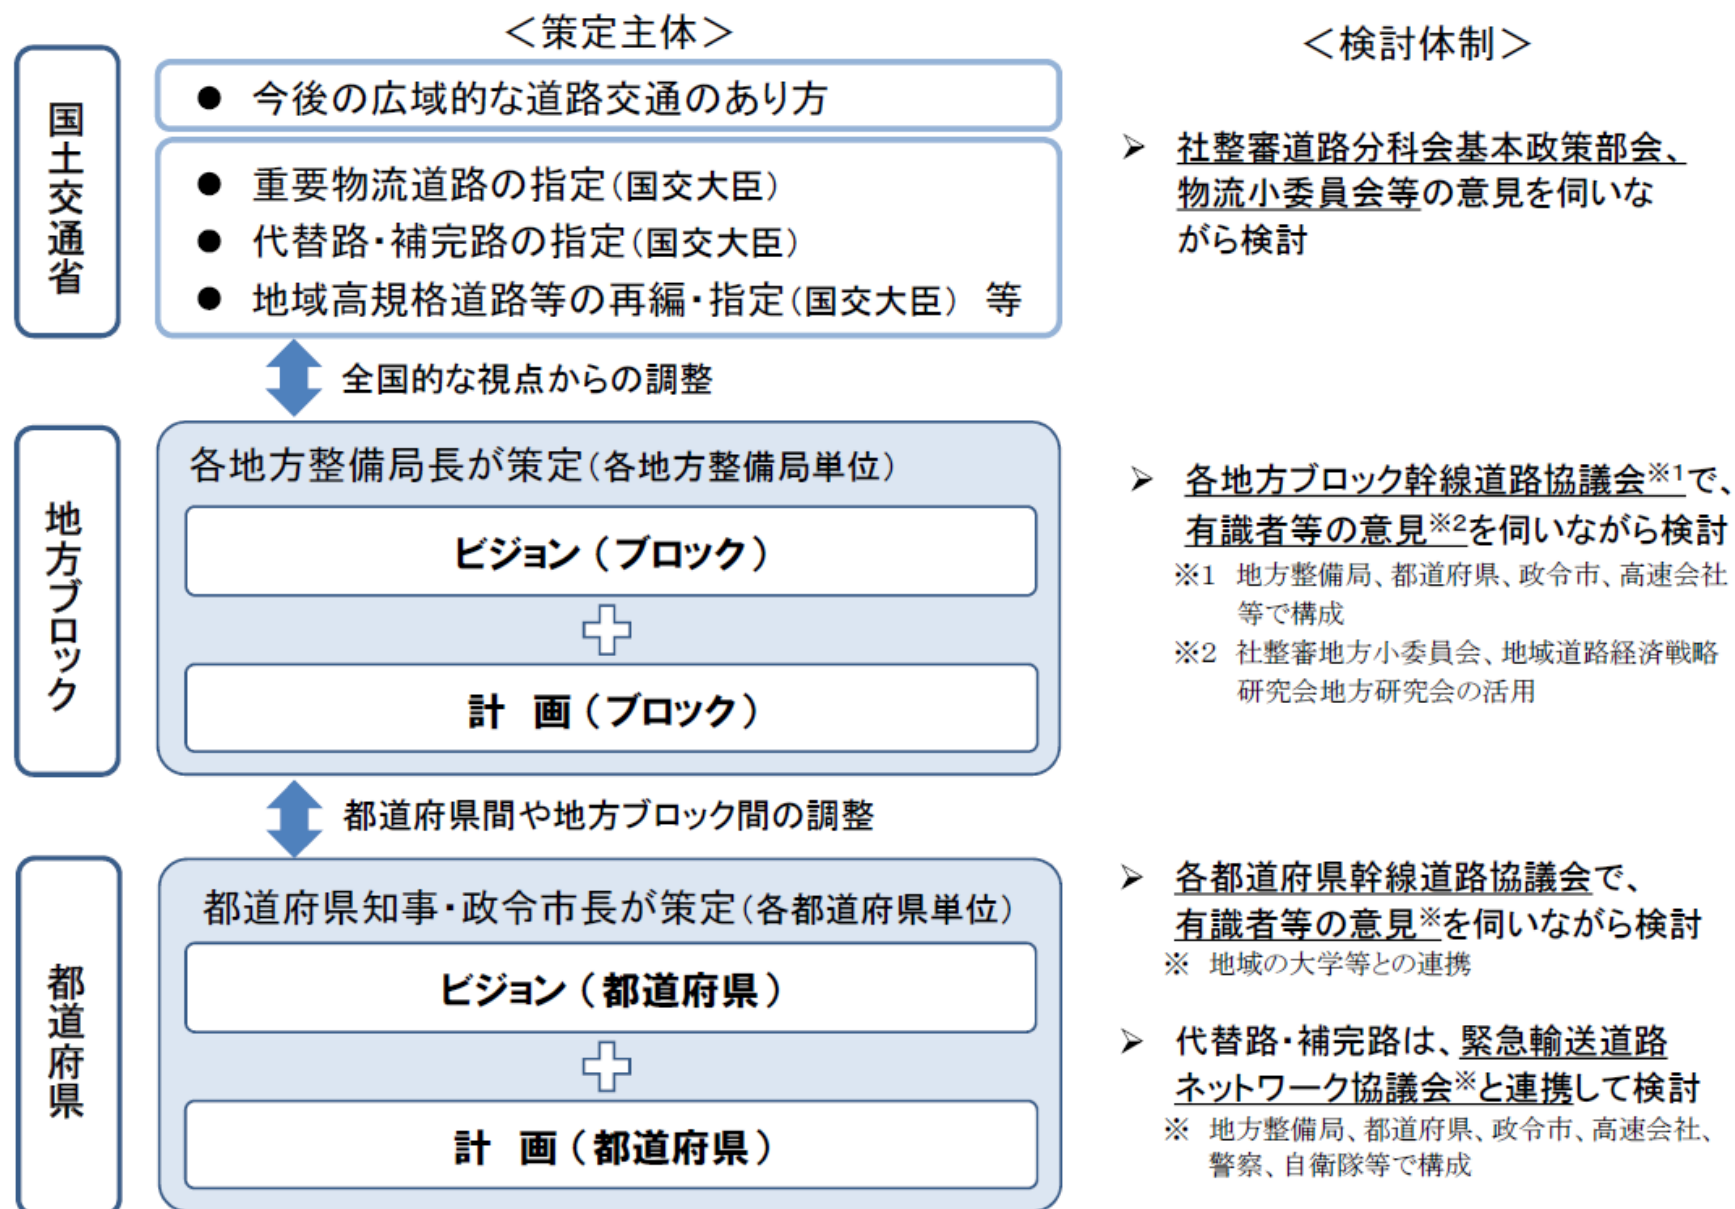 ＜策定主体＞
＜検討体制＞
国土交通省
● 今後の広域的な道路交通のあり方
● 重要物流道路の指定(国交大臣)
● 代替路・補完路の指定(国交大臣)
● 地域高規格道路等の再編・指定(国交大臣) 等
➢ 社整審道路分科会基本政策部会、
物流小委員会等の意見を伺いな
がら検討
全国的な視点からの調整
地方ブロック
各地方整備局長が策定(各地方整備局単位)
ビジョン(ブロック)
計 画(ブロック)
➢ 各地方ブロック幹線道路協議会※1で、
有識者等の意見※2を伺いながら検討
※1 地方整備局、都道府県、政令市、高速会社
等で構成
※2 社整審地方小委員会、地域道路経済戦略
研究会地方研究会の活用
都道府県間や地方ブロック間の調整
都道府県
都道府県知事・政令市長が策定(各都道府県単位)
ビジョン(都道府県)
計 画(都道府県)
➢ 各都道府県幹線道路協議会で、
有識者等の意見※を伺いながら検討
※ 地域の大学等との連携
➢ 代替路・補完路は、緊急輸送道路
ネットワーク協議会※と連携して検討
※ 地方整備局、都道府県、政令市、高速会社、
警察、自衛隊等で構成